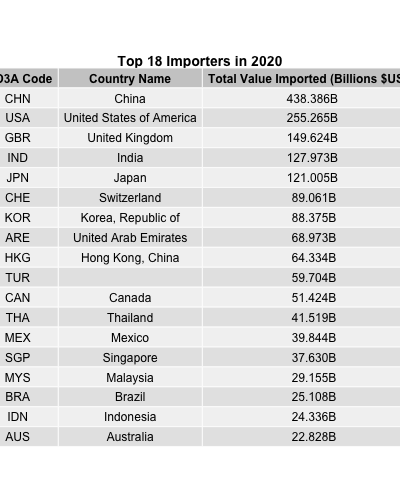 Top 18 Importers in 2020
O3A Code Country Name Total Value Imported (Billions $US
CHN China 438.386B
USA United States of America 255.265B
GBR United Kingdom 149.624B
IND India 127.973B
JPN Japan 121.005B
CHE Switzerland 89.061B
KOR Korea, Republic of 88.375B
ARE United Arab Emirates 68.973B
HKG Hong Kong, China 64.334B
TUR 59.704B
CAN Canada 51.424B
THA Thailand 41.519B
MEX Mexico 39.844B
SGP Singapore 37.630B
MYS Malaysia 29.155B
BRA Brazil 25.108B
IDN Indonesia 24.336B
AUS Australia 22.828B